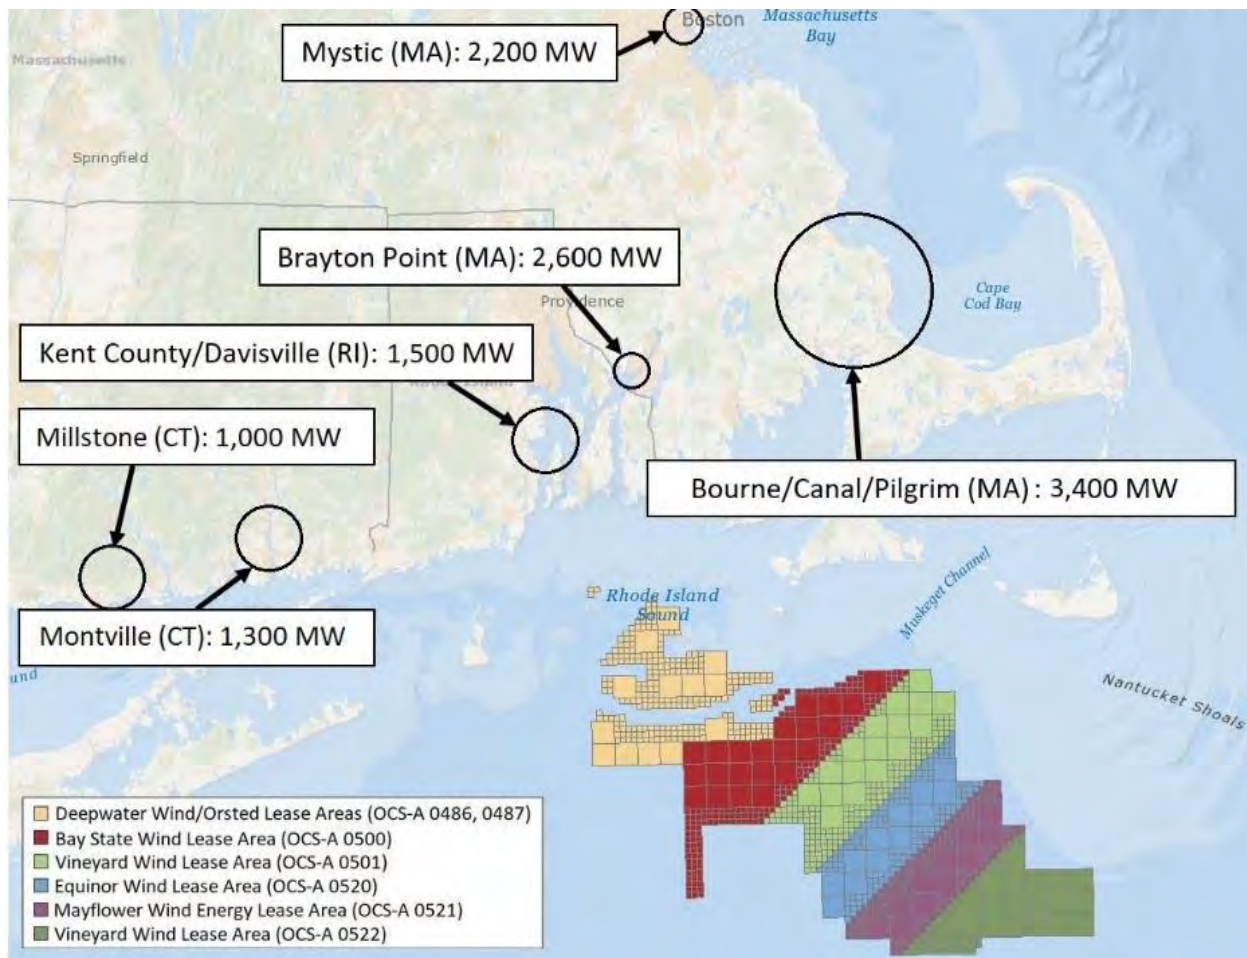 Boston
Massachusetts
Bay
Mystic (MA): 2,200 MW
Massachusetts
Springfield
Brayton Point (MA): 2,600 MW
Providence
Cape
Cod Bay
Kent County/Davisville (RI): 1,500 MW
Millstone (CT): 1,000 MW
Bourne/Canal/Pilgrim (MA) : 3,400 MW
Muskeget Channel
Rhode Island
Sound
Montville (CT): 1,300 MW
und
Nantucket Shoals
Deepwater Wind/Orsted Lease Areas (OCS-A 0486, 0487)
Bay State Wind Lease Area (OCS-A 0500)
Vineyard Wind Lease Area (OCS-A 0501)
Equinor Wind Lease Area (OCS-A 0520)
Mayflower Wind Energy Lease Area (OCS-A 0521)
Vineyard Wind Lease Area (OCS-A 0522)